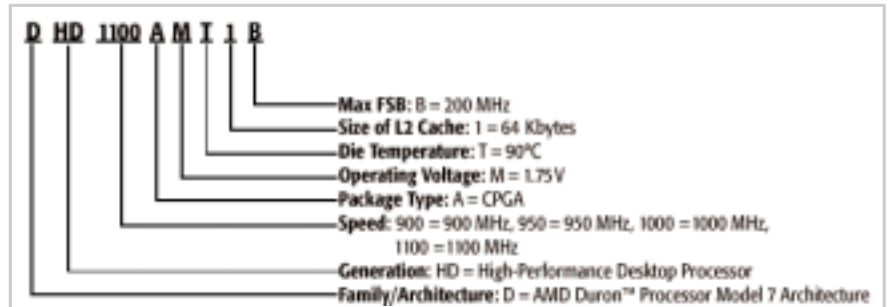 D HD 1100 A M T 1 B
Max FSB: B = 200 MHz
Size of L2 Cache: 1 = 64 Kbytes
Die Temperature: T = 90ºC
Operating Voltage: M = 1.75 V
Package Type: A = CPGA
Speed: 900 = 900 MHz, 950 = 950 MHz, 1000 = 1000 MHz,
1100 = 1100 MHz
Generation: HD = High-Performance Desktop Processor
Family/Architecture: D = AMD Duron™ Processor Model 7 Architecture